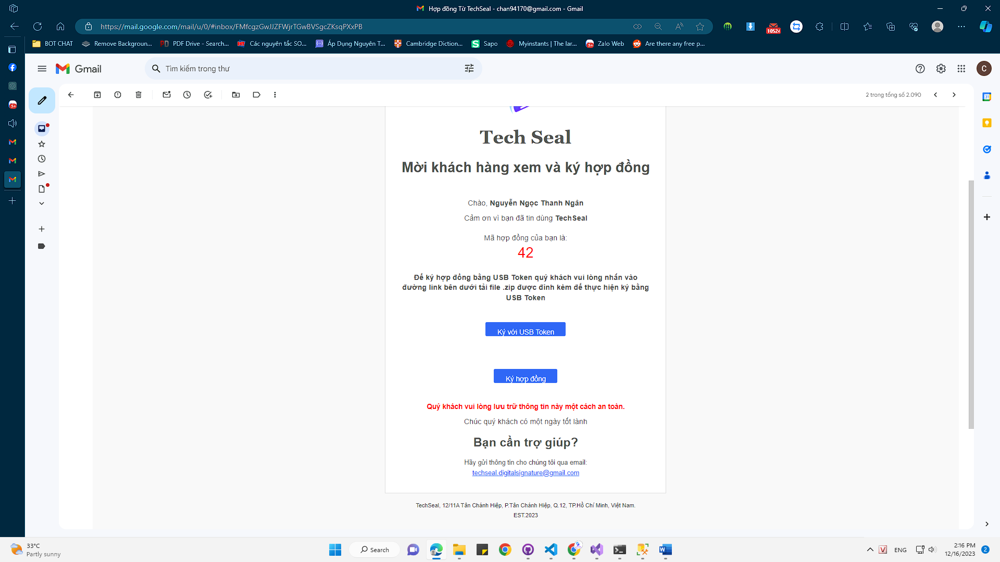 Hợp đồng Từ TechSeal - chan94170@gmail.com - Gmail
https://mail.google.com/mail/u/0/#inbox/FMfcgzGwJJZFWjrTGwBVSgcZKsqPXxPB
10524
BOT CHAT
Remove Backgroun...
PDF Drive - Search...
Các nguyên tắc SO...
Áp Dụng Nguyên T...
Cambridge Diction...
Sapo
Myinstants | The lar...
Zalo Web
Are there any free p...
Gmail
Tìm kiếm trong thư
C
2 trong tổng số 2.090
31
Tech Seal
Mời khách hàng xem và ký hợp đồng
Chào, Nguyễn Ngọc Thanh Ngân
Cảm ơn vì bạn đã tin dùng TechSeal
Mã hợp đồng của bạn là:
42
Để ký hợp đồng bằng USB Token quý khách vui lòng nhấn vào
đường link bên dưới tải file .zip được đính kèm để thực hiện ký bằng
USB Token
Ký với USB Token
Ký hợp đồng
Quý khách vui lòng lưu trữ thông tin này một cách an toàn.
Chúc quý khách có một ngày tốt lành
Bạn cần trợ giúp?
Hãy gửi thông tin cho chúng tôi qua email:
techseal.digitalsignature@gmail.com
TechSeal, 12/11A Tân Chánh Hiệp, P.Tân Chánh Hiệp, Q.12, TP.Hồ Chí Minh, Việt Nam.
EST.2023
33°C
Partly sunny
Search
V
ENG
2:16 PM
12/16/2023
2